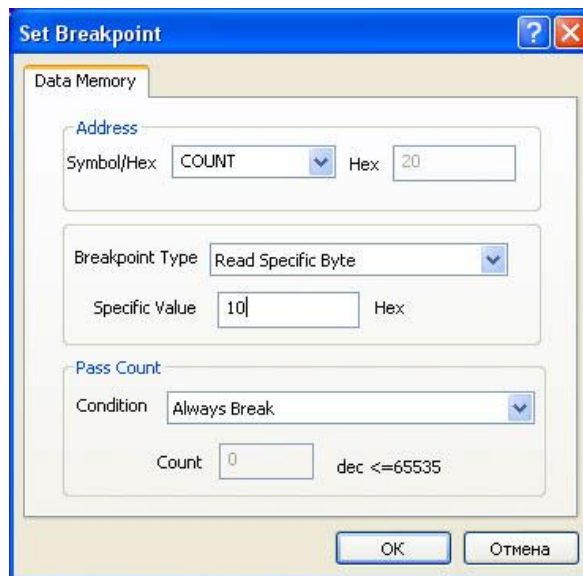 Set Breakpoint
Data Memory
Address
Symbol/Hex COUNT Hex 20
Breakpoint Type Read Specific Byte
Specific Value 10 Hex
Pass Count
Condition Always Break
Count 0 dec <=65535
OK Отмена